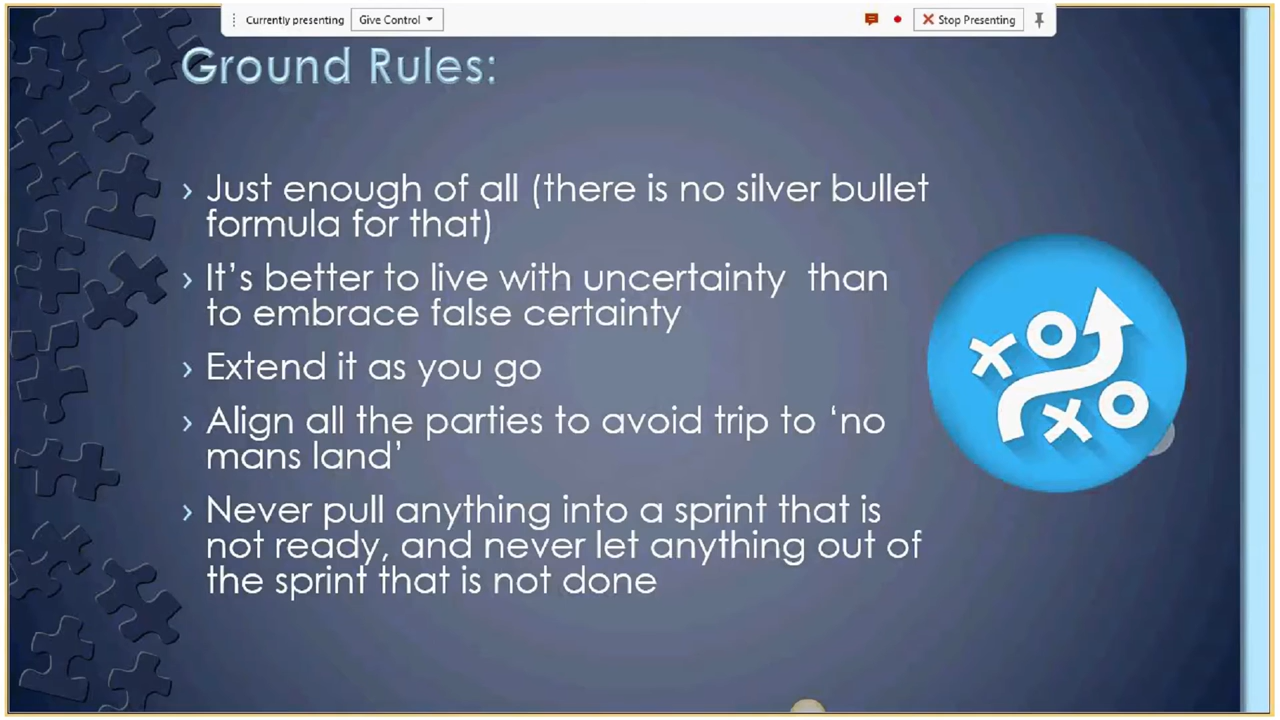 Currently presenting
Give Control
Stop Presenting
Ground Rules:
› Just enough of all (there is no silver bullet
formula for that)
› It’s better to live with uncertainty  than
to embrace false certainty
› Extend it as you go
› Align all the parties to avoid trip to ‘no
mans land’
› Never pull anything into a sprint that is
not ready, and never let anything out of
the sprint that is not done